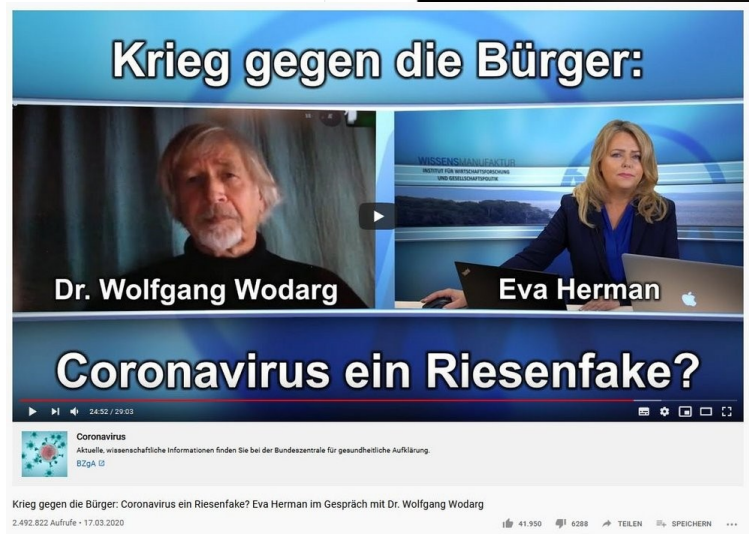 Krieg gegen die Bürger:
WISSENSMANUFAKTUR
INSTITUT FÜR WIRTSCHAFTSFORSCHUNG
UND GESELLSCHAFTSPOLITIK
Dr. Wolfgang Wodarg
Eva Herman
Coronavirus ein Riesenfake?
24:52 / 29:03
Coronavirus
Aktuelle, wissenschaftliche Informationen finden Sie bei der Bundeszentrale für gesundheitliche Aufklärung.
BZgA
Krieg gegen die Bürger: Coronavirus ein Riesenfake? Eva Herman im Gespräch mit Dr. Wolfgang Wodarg
2.492.822 Aufrufe • 17.03.2020
41.950 6288 TEILEN SPEICHERN